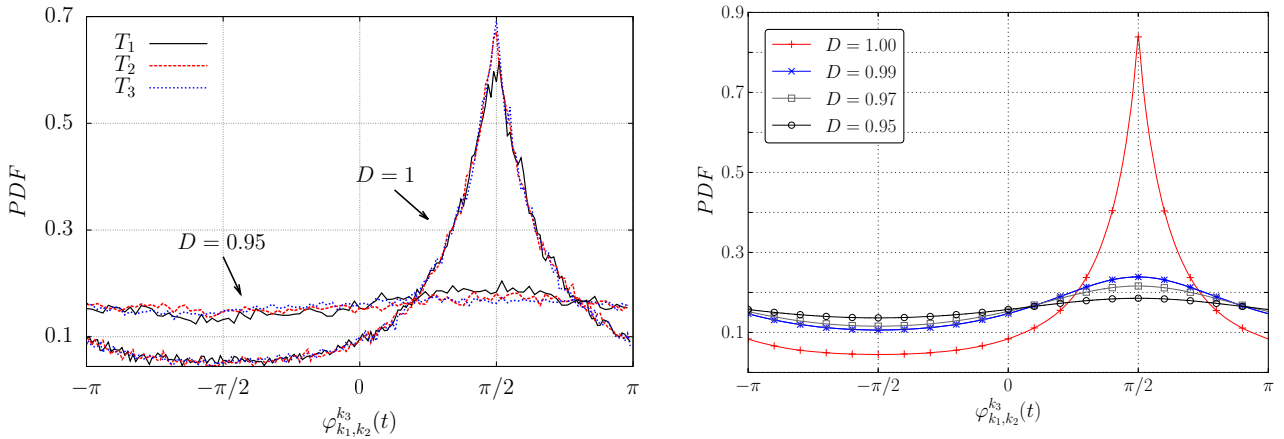 0.7
0.5
0.3
0.1
PDF
T₁
T₂
T₃
D = 1
D = 0.95
−π −π/2 0 π/2 π
φ^{k₃}_{k₁,k₂}(t)
0.9
0.7
0.5
0.3
0.1
PDF
D = 1.00
D = 0.99
D = 0.97
D = 0.95
−π −π/2 0 π/2 π
φ^{k₃}_{k₁,k₂}(t)